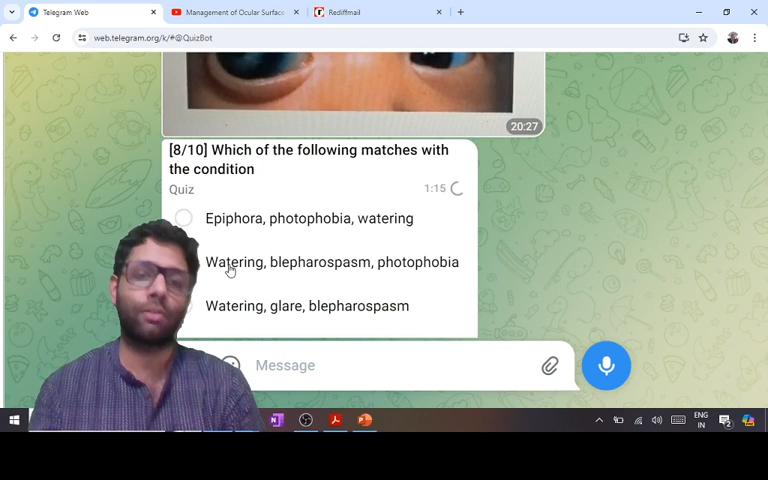 Telegram Web
Management of Ocular Surface
Rediffmail
web.telegram.org/k/#@QuizBot
20:27
[8/10] Which of the following matches with
the condition
Quiz
1:15
Epiphora, photophobia, watering
Watering, blepharospasm, photophobia
Watering, glare, blepharospasm
Message
ENG
IN
2